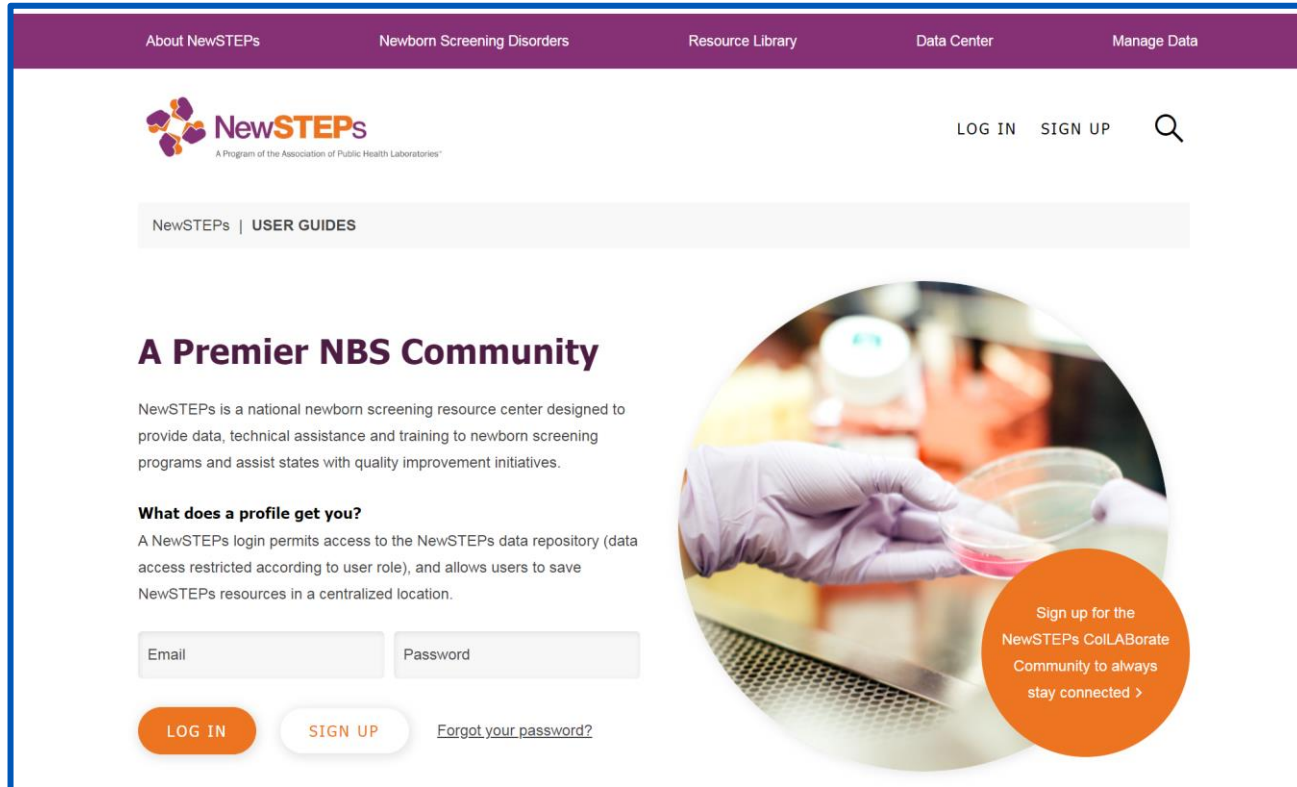 About NewSTEPs Newborn Screening Disorders Resource Library Data Center Manage Data
NewSTEPs
A Program of the Association of Public Health Laboratories™
LOG IN SIGN UP
NewSTEPs | USER GUIDES
A Premier NBS Community
NewSTEPs is a national newborn screening resource center designed to
provide data, technical assistance and training to newborn screening
programs and assist states with quality improvement initiatives.
What does a profile get you?
A NewSTEPs login permits access to the NewSTEPs data repository (data
access restricted according to user role), and allows users to save
NewSTEPs resources in a centralized location.
Email Password
LOG IN SIGN UP Forgot your password?
Sign up for the
NewSTEPs ColLABorate
Community to always
stay connected >